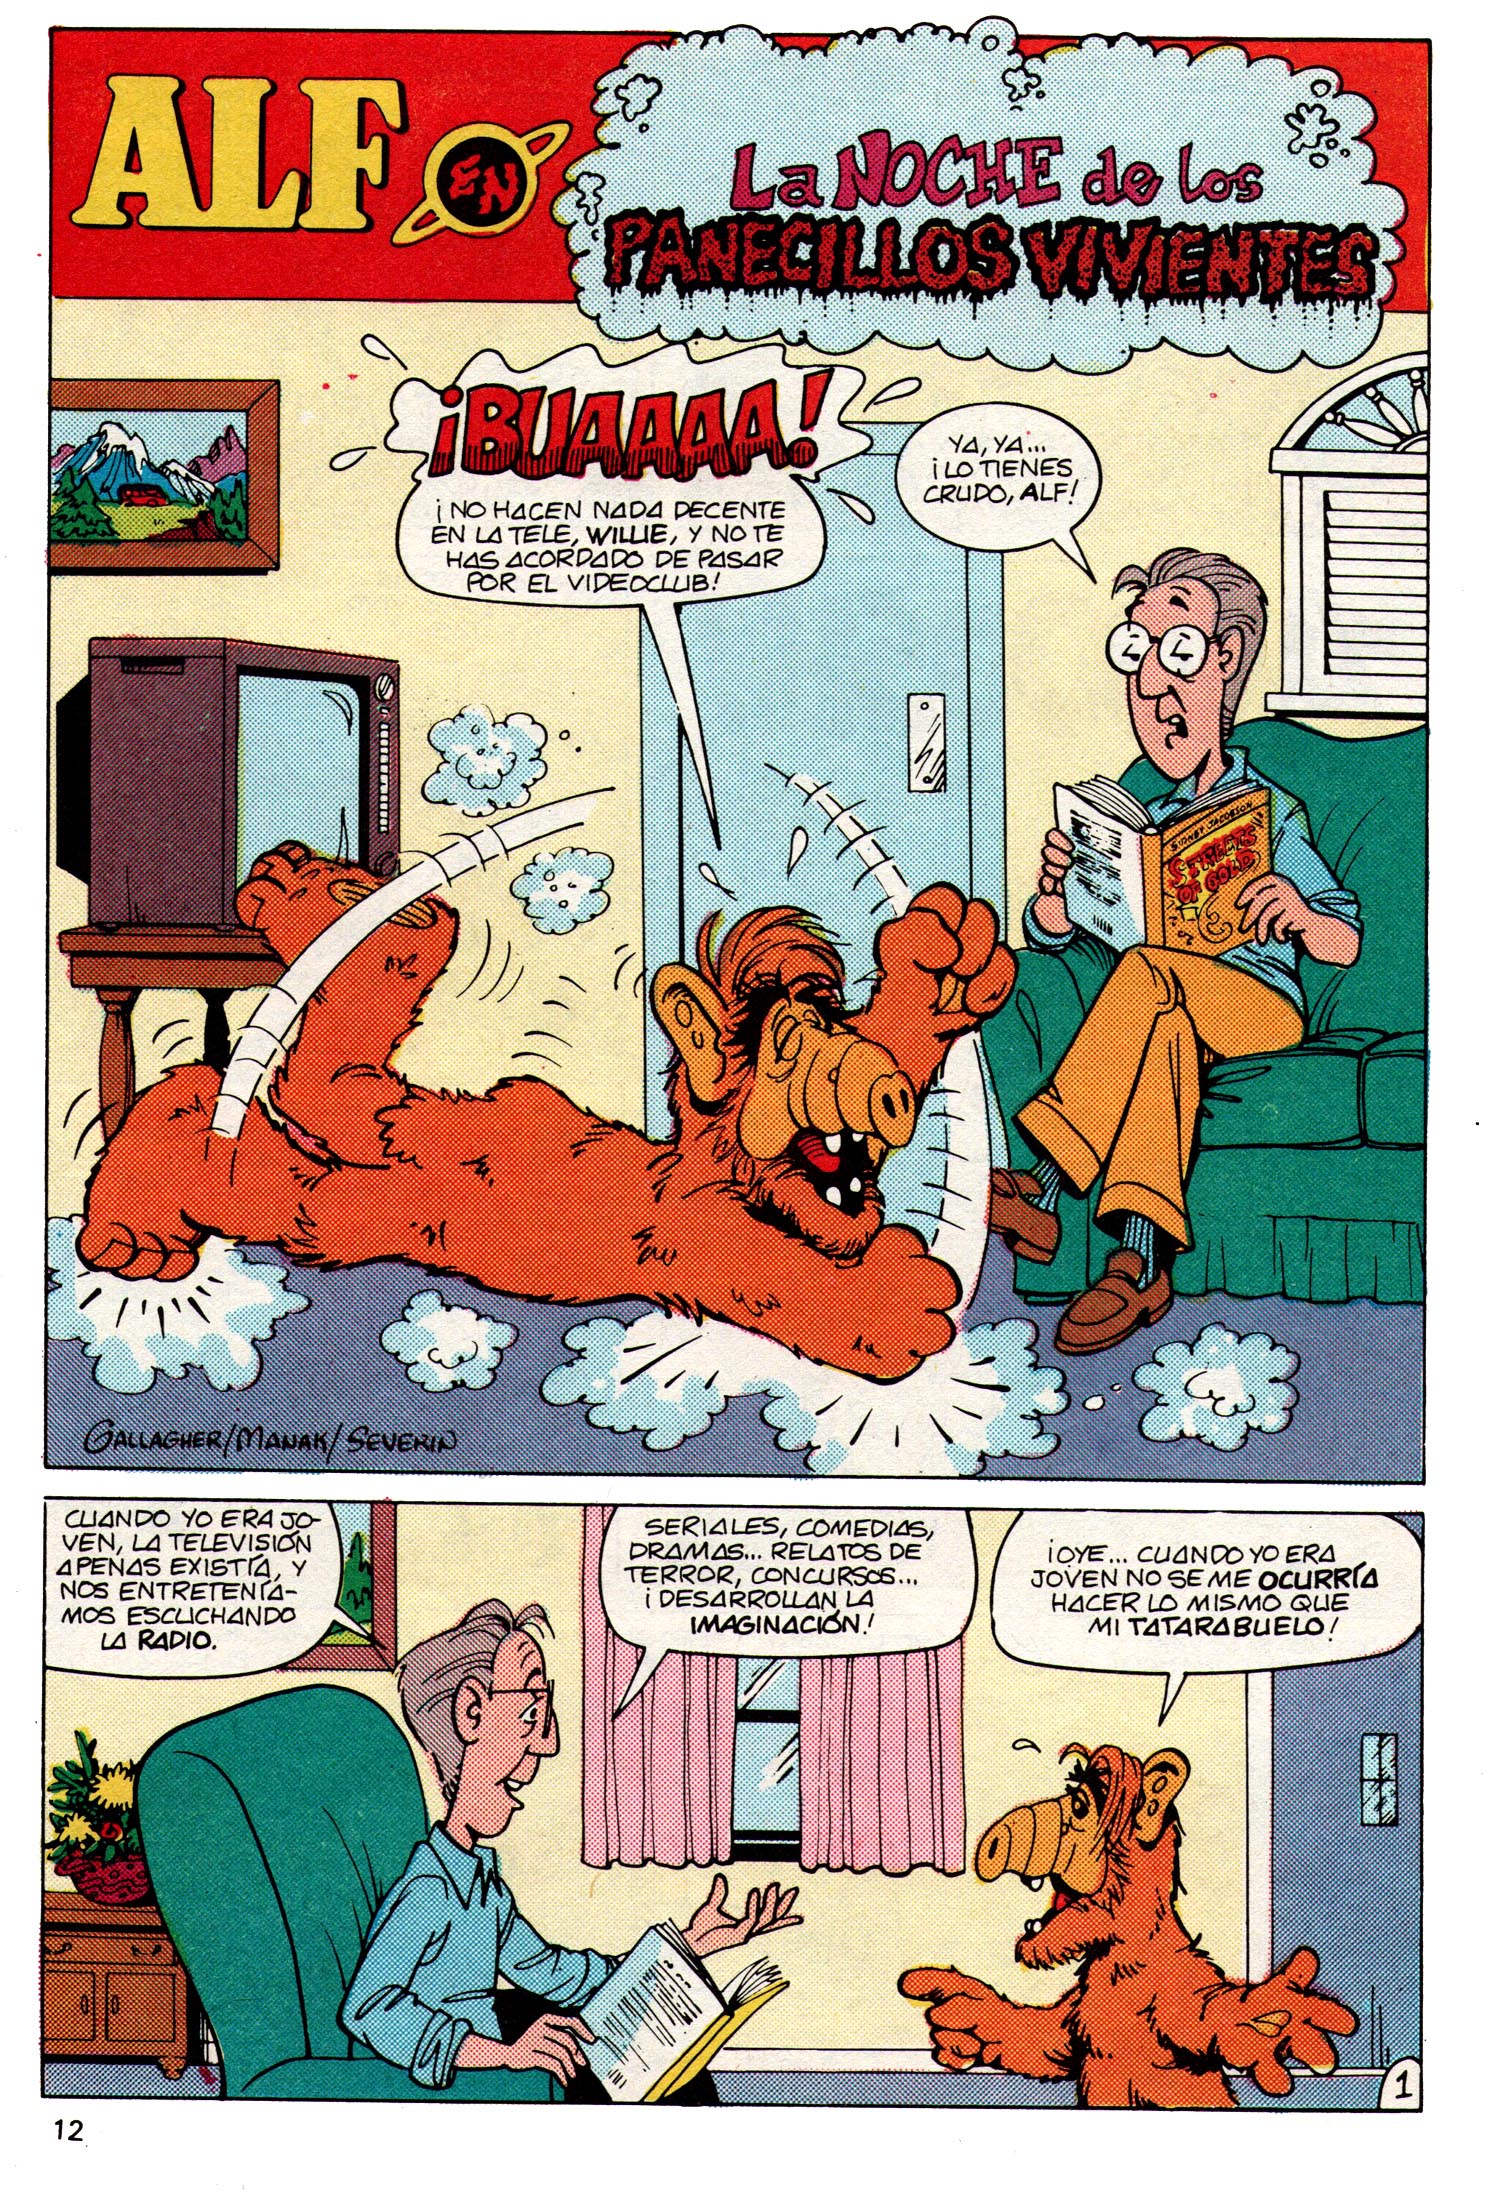 ALF EN
La NOCHE de los
PANECILLOS VIVIENTES
¡BUAAAA!
¡NO HACEN NADA DECENTE
EN LA TELE, WILLIE, Y NO TE
HAS ACORDADO DE PASAR
POR EL VIDEOCLUB!
YA, YA...
¡LO TIENES
CRUDO, ALF!
SIDNEY JACOBSON
STREETS
OF GOLD
GALLAGHER/MANAK/SEVERIN
CUANDO YO ERA JO-
VEN, LA TELEVISIÓN
APENAS EXISTÍA, Y
NOS ENTRETENÍA-
MOS ESCUCHANDO
LA RADIO.
SERIALES, COMEDIAS,
DRAMAS... RELATOS DE
TERROR, CONCURSOS...
¡DESARROLLAN LA
IMAGINACIÓN!
¡OYE... CUANDO YO ERA
JOVEN NO SE ME OCURRÍA
HACER LO MISMO QUE
MI TATARABUELO!
1
12